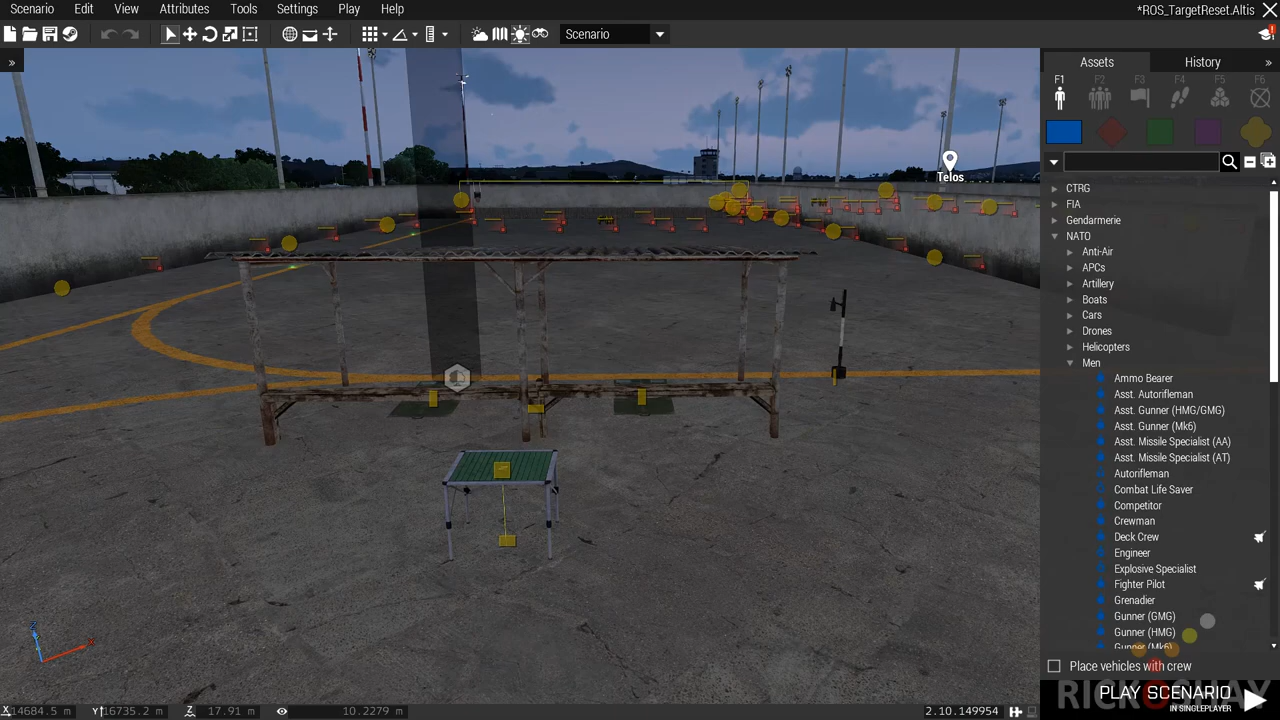 Scenario Edit View Attributes Tools Settings Play Help *ROS_TargetReset.Altis
Scenario
»
Assets History »
F1 F2 F3 F4 F5 F6
Telos
CTRG
FIA
Gendarmerie
NATO
Anti-Air
APCs
Artillery
Boats
Cars
Drones
Helicopters
Men
Ammo Bearer
Asst. Autorifleman
Asst. Gunner (HMG/GMG)
Asst. Gunner (Mk6)
Asst. Missile Specialist (AA)
Asst. Missile Specialist (AT)
Autorifleman
Combat Life Saver
Competitor
Crewman
Deck Crew
Engineer
Explosive Specialist
Fighter Pilot
Grenadier
Gunner (GMG)
Gunner (HMG)
Gunner (Mk6)
Z
X
Place vehicles with crew
RICKOSHAY
PLAY SCENARIO
IN SINGLEPLAYER
X 14684.5 m Y 16735.2 m Z 17.91 m 10.2279 m 2.10.149954